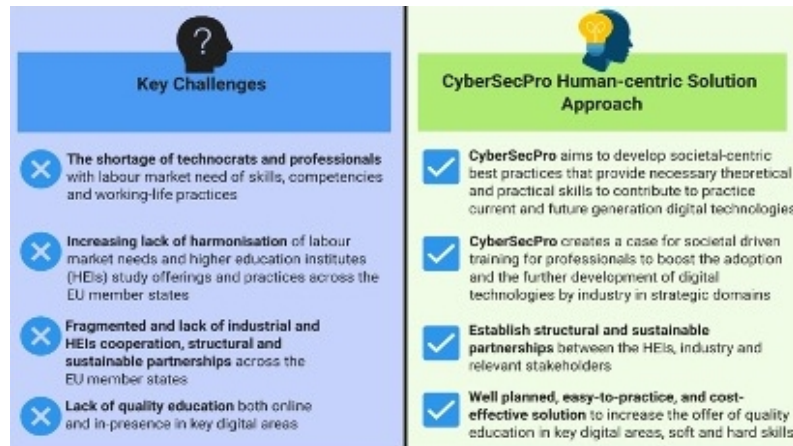 ?
Key Challenges
The shortage of technocrats and professionals
with labour market need of skills, competencies
and working-life practices
Increasing lack of harmonisation of labour
market needs and higher education institutes
(HEIs) study offerings and practices across the
EU member states
Fragmented and lack of industrial and
HEIs cooperation, structural and
sustainable partnerships across the
EU member states
Lack of quality education both online
and in-presence in key digital areas
CyberSecPro Human-centric Solution
Approach
CyberSecPro aims to develop societal-centric
best practices that provide necessary theoretical
and practical skills to contribute to practice
current and future generation digital technologies
CyberSecPro creates a case for societal driven
training for professionals to boost the adoption
and the further development of digital
technologies by industry in strategic domains
Establish structural and sustainable
partnerships between the HEIs, industry and
relevant stakeholders
Well planned, easy-to-practice, and cost-
effective solution to increase the offer of quality
education in key digital areas, soft and hard skills